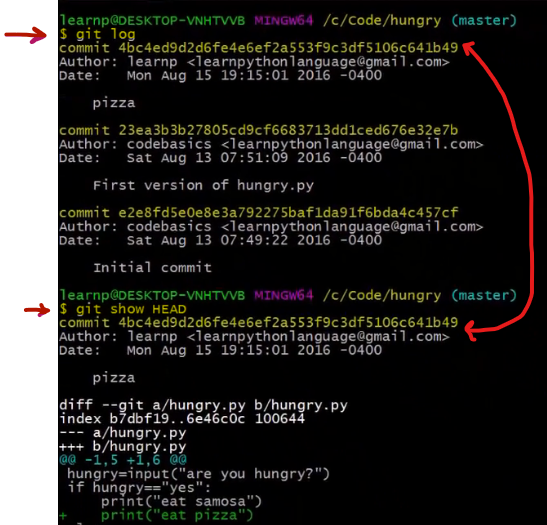 learnp@DESKTOP-VNHTVVB MINGW64 /c/Code/hungry (master)
$ git log
commit 4bc4ed9d2d6fe4e6ef2a553f9c3df5106c641b49
Author: learnp <learnpythonlanguage@gmail.com>
Date:   Mon Aug 15 19:15:01 2016 -0400
pizza
commit 23ea3b3b27805cd9cf6683713dd1ced676e32e7b
Author: codebasics <learnpythonlanguage@gmail.com>
Date:   Sat Aug 13 07:51:09 2016 -0400
First version of hungry.py
commit e2e8fd5e0e8e3a792275baf1da91f6bda4c457cf
Author: codebasics <learnpythonlanguage@gmail.com>
Date:   Sat Aug 13 07:49:22 2016 -0400
Initial commit
learnp@DESKTOP-VNHTVVB MINGW64 /c/Code/hungry (master)
$ git show HEAD
commit 4bc4ed9d2d6fe4e6ef2a553f9c3df5106c641b49
Author: learnp <learnpythonlanguage@gmail.com>
Date:   Mon Aug 15 19:15:01 2016 -0400
pizza
diff --git a/hungry.py b/hungry.py
index b7dbf19..6e46c0c 100644
--- a/hungry.py
+++ b/hungry.py
@@ -1,5 +1,6 @@
hungry=input("are you hungry?")
if hungry=="yes":
print("eat samosa")
+    print("eat pizza")